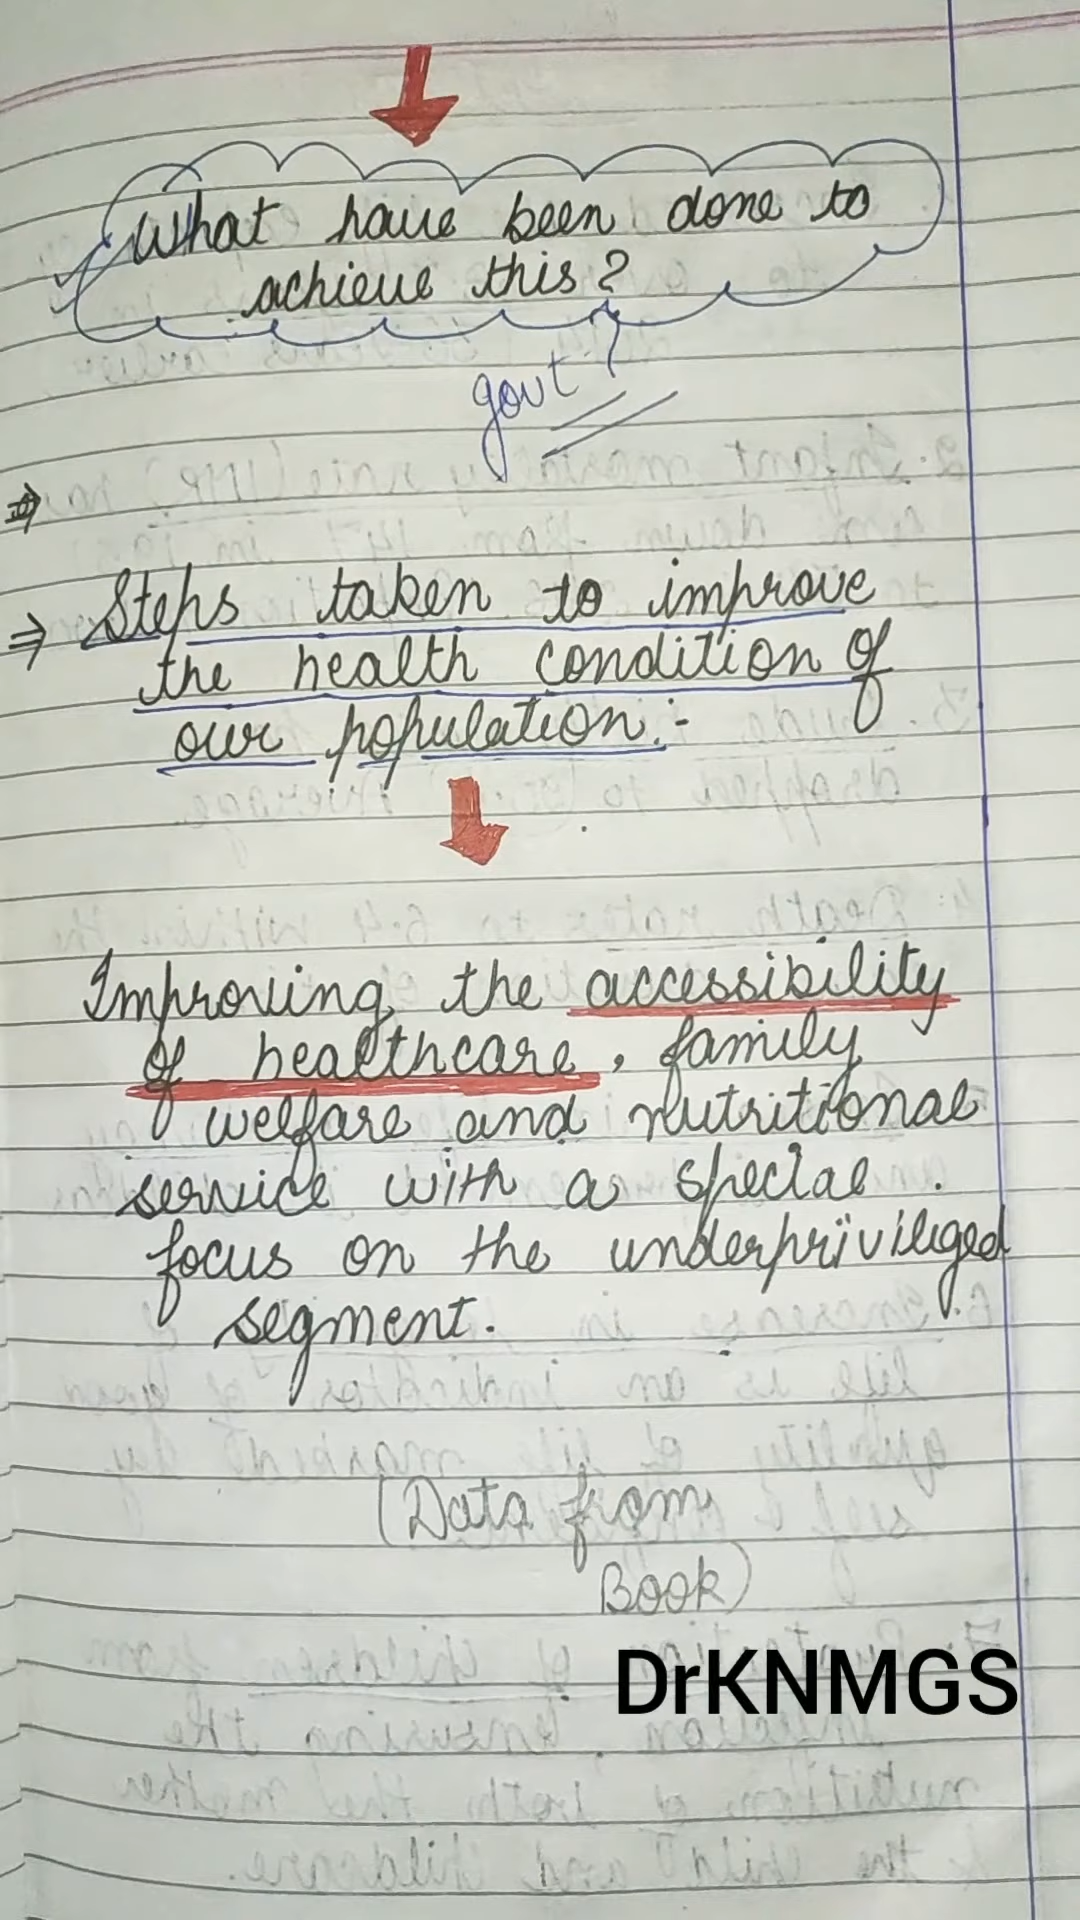 What have been done to
achieve this?
govt
⇒
⇒ Steps taken to improve
the health condition of
our population:-
Improving the accessibility
of healthcare, family
welfare and nutritional
service with a special
focus on the underpriviliged
segment.
(Data from
Book)
DrKNMGS